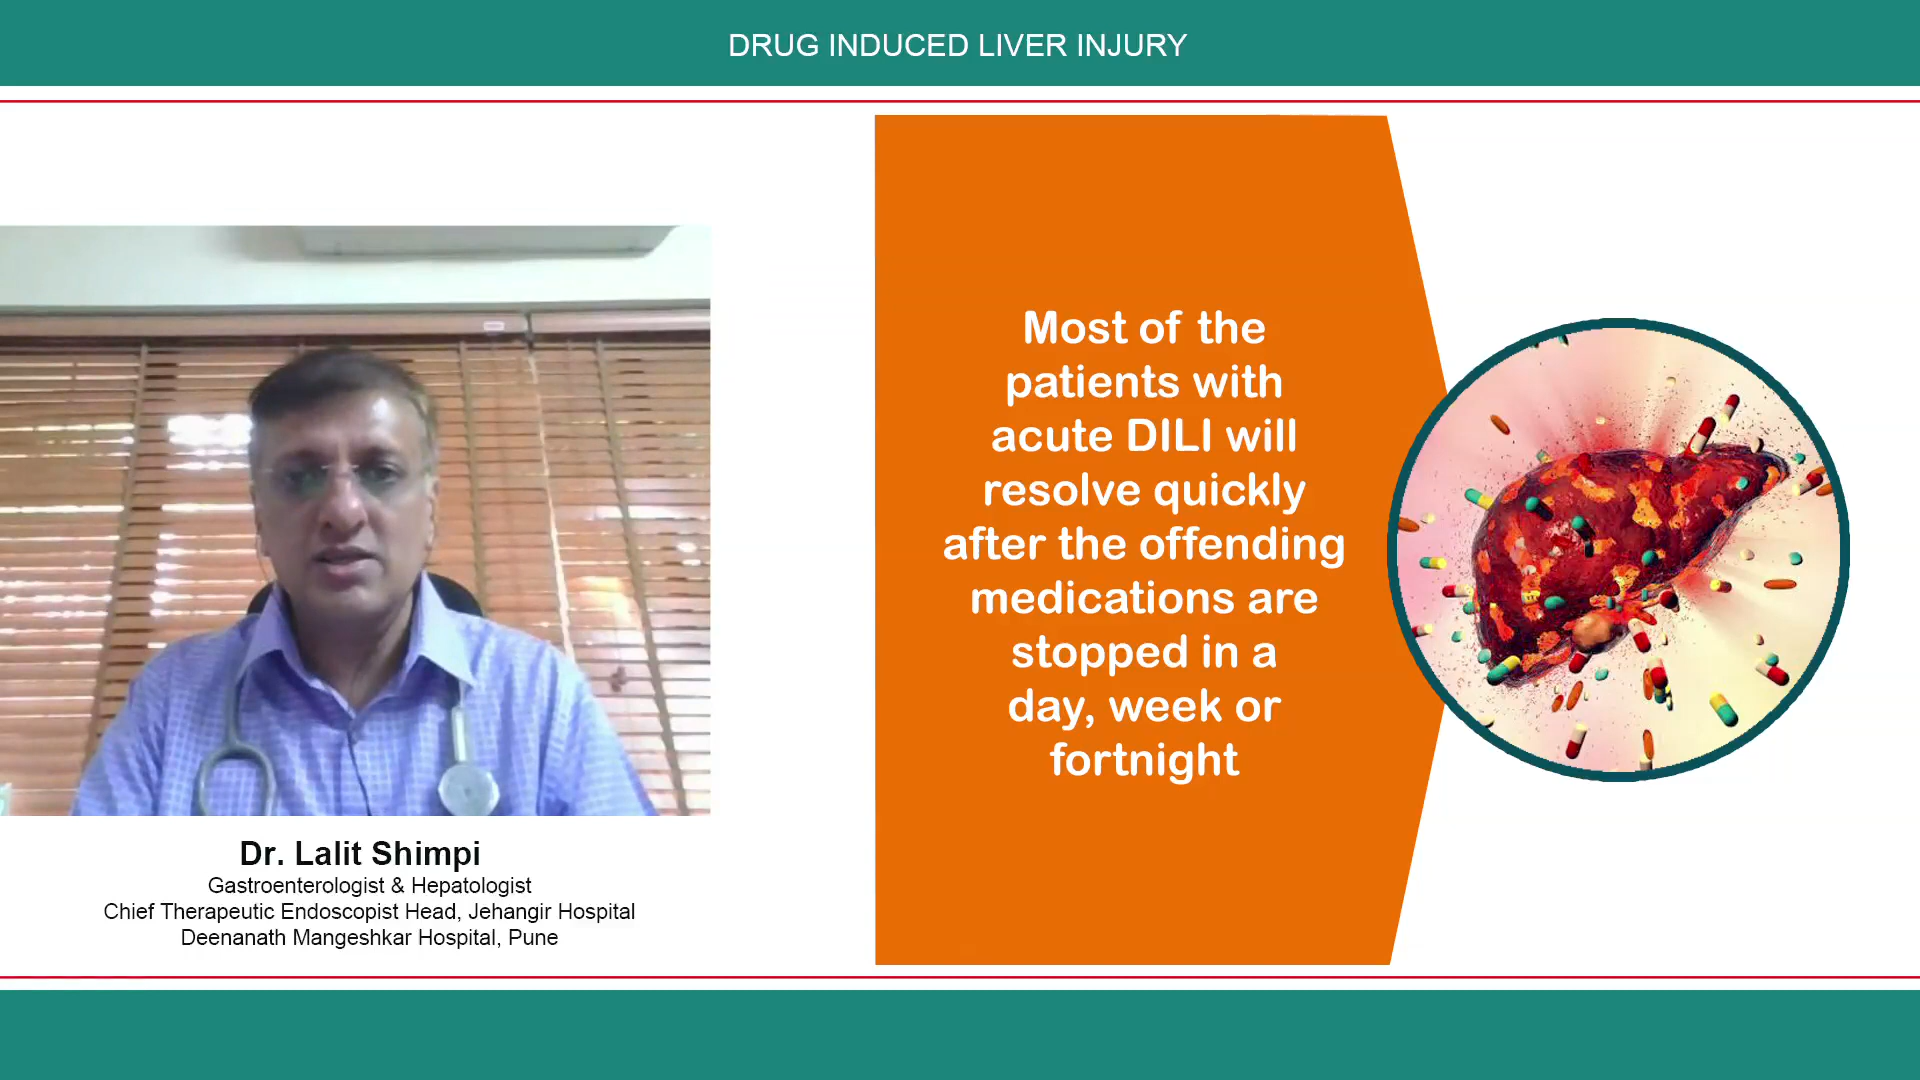 DRUG INDUCED LIVER INJURY
Most of the
patients with
acute DILI will
resolve quickly
after the offending
medications are
stopped in a
day, week or
fortnight
Dr. Lalit Shimpi
Gastroenterologist & Hepatologist
Chief Therapeutic Endoscopist Head, Jehangir Hospital
Deenanath Mangeshkar Hospital, Pune